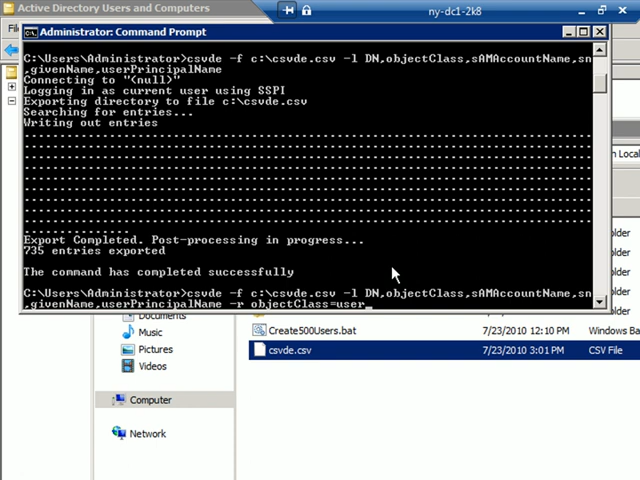 Active Directory Users and Computers
ny-dc1-2k8
Administrator: Command Prompt
C:\Users\Administrator>csvde -f c:\csvde.csv -l DN,objectClass,sAMAccountName,sn
,givenName,userPrincipalName
Connecting to "(null)"
Logging in as current user using SSPI
Exporting directory to file c:\csvde.csv
Searching for entries...
Writing out entries
................................................................................
................................................................................
................................................................................
................................................................................
................................................................................
................................................................................
................................................................................
................................................................................
................................................................................
...............
Export Completed. Post-processing in progress...
735 entries exported
The command has completed successfully
C:\Users\Administrator>csvde -f c:\csvde.csv -l DN,objectClass,sAMAccountName,sn
,givenName,userPrincipalName -r objectClass=user
Documents
Music
Pictures
Videos
Computer
Network
Create500Users.bat 7/23/2010 12:10 PM Windows Ba
csvde.csv 7/23/2010 3:01 PM CSV File